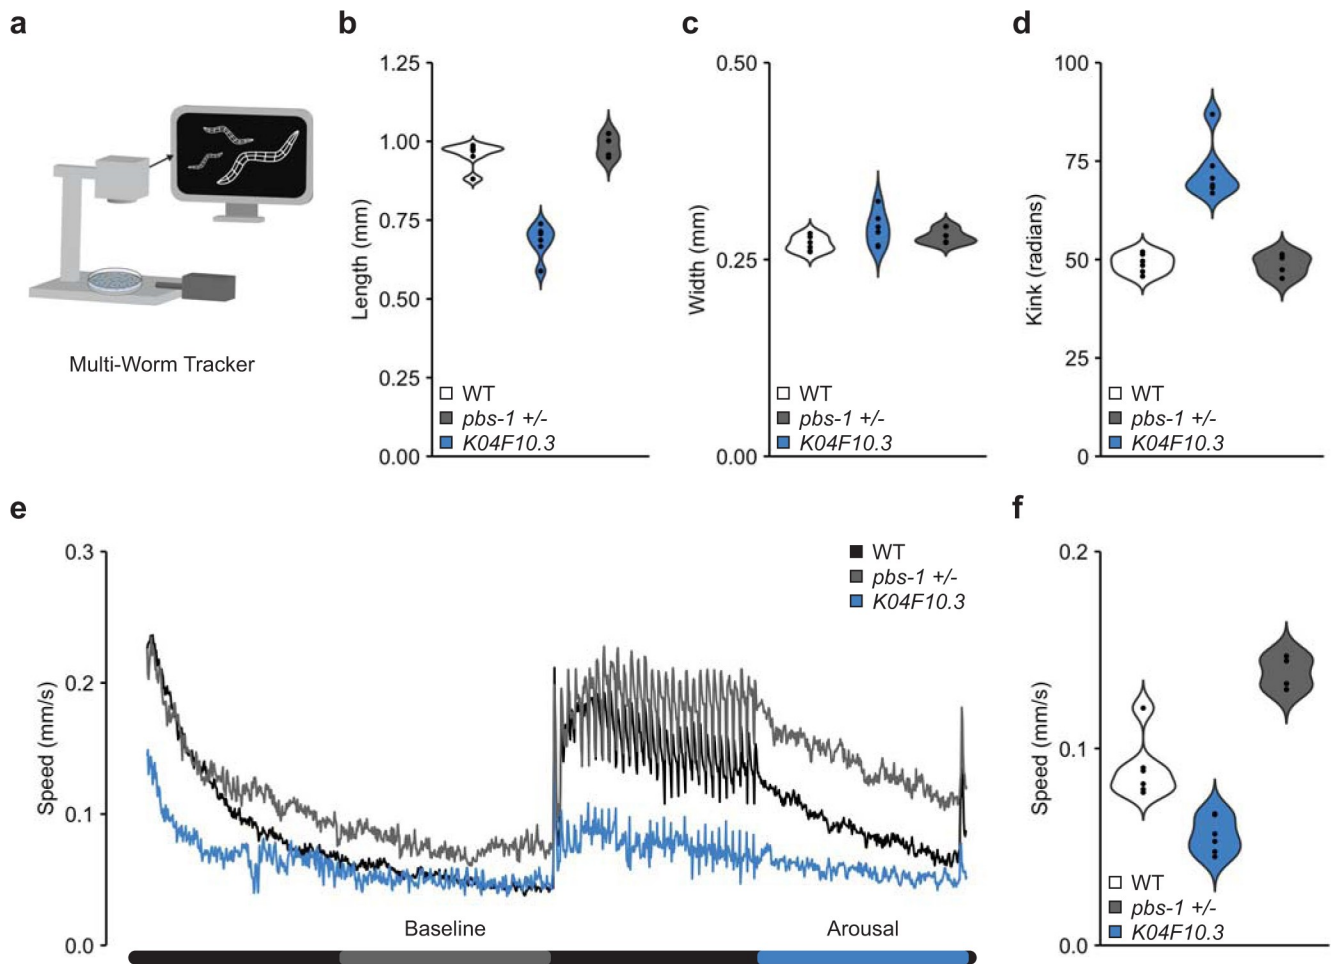 a
Multi-Worm Tracker
b
Length (mm)
1.25
1.00
0.75
0.50
0.25
0.00
WT
pbs-1 +/-
K04F10.3
c
Width (mm)
0.50
0.25
0.00
WT
pbs-1 +/-
K04F10.3
d
Kink (radians)
100
75
50
25
0
WT
pbs-1 +/-
K04F10.3
e
Speed (mm/s)
0.3
0.2
0.1
0.0
WT
pbs-1 +/-
K04F10.3
Baseline
Arousal
f
Speed (mm/s)
0.2
0.1
0.0
WT
pbs-1 +/-
K04F10.3